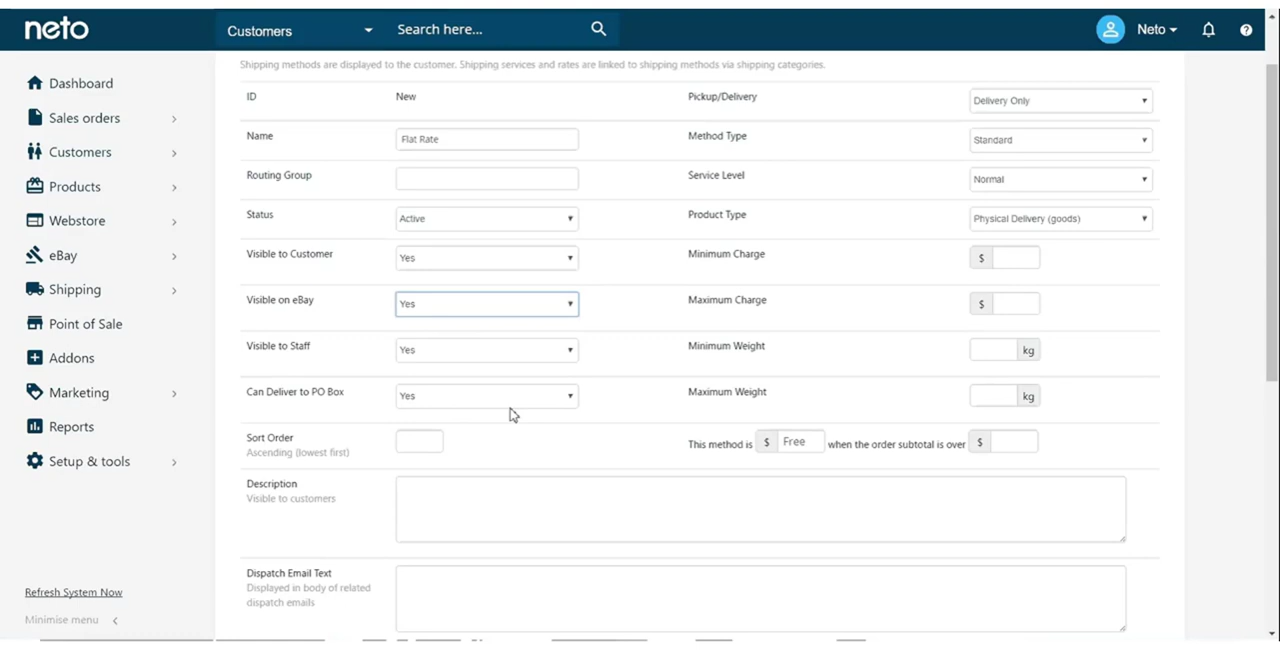 neto
Customers
Search here...
Neto
Dashboard
Sales orders
Customers
Products
Webstore
eBay
Shipping
Point of Sale
Addons
Marketing
Reports
Setup & tools
Refresh System Now
Minimise menu
Shipping methods are displayed to the customer. Shipping services and rates are linked to shipping methods via shipping categories.
ID New Pickup/Delivery Delivery Only
Name Flat Rate Method Type Standard
Routing Group Service Level Normal
Status Active Product Type Physical Delivery (goods)
Visible to Customer Yes Minimum Charge $
Visible on eBay Yes Maximum Charge $
Visible to Staff Yes Minimum Weight kg
Can Deliver to PO Box Yes Maximum Weight kg
Sort Order
Ascending (lowest first)
This method is $ Free when the order subtotal is over $
Description
Visible to customers
Dispatch Email Text
Displayed in body of related
dispatch emails